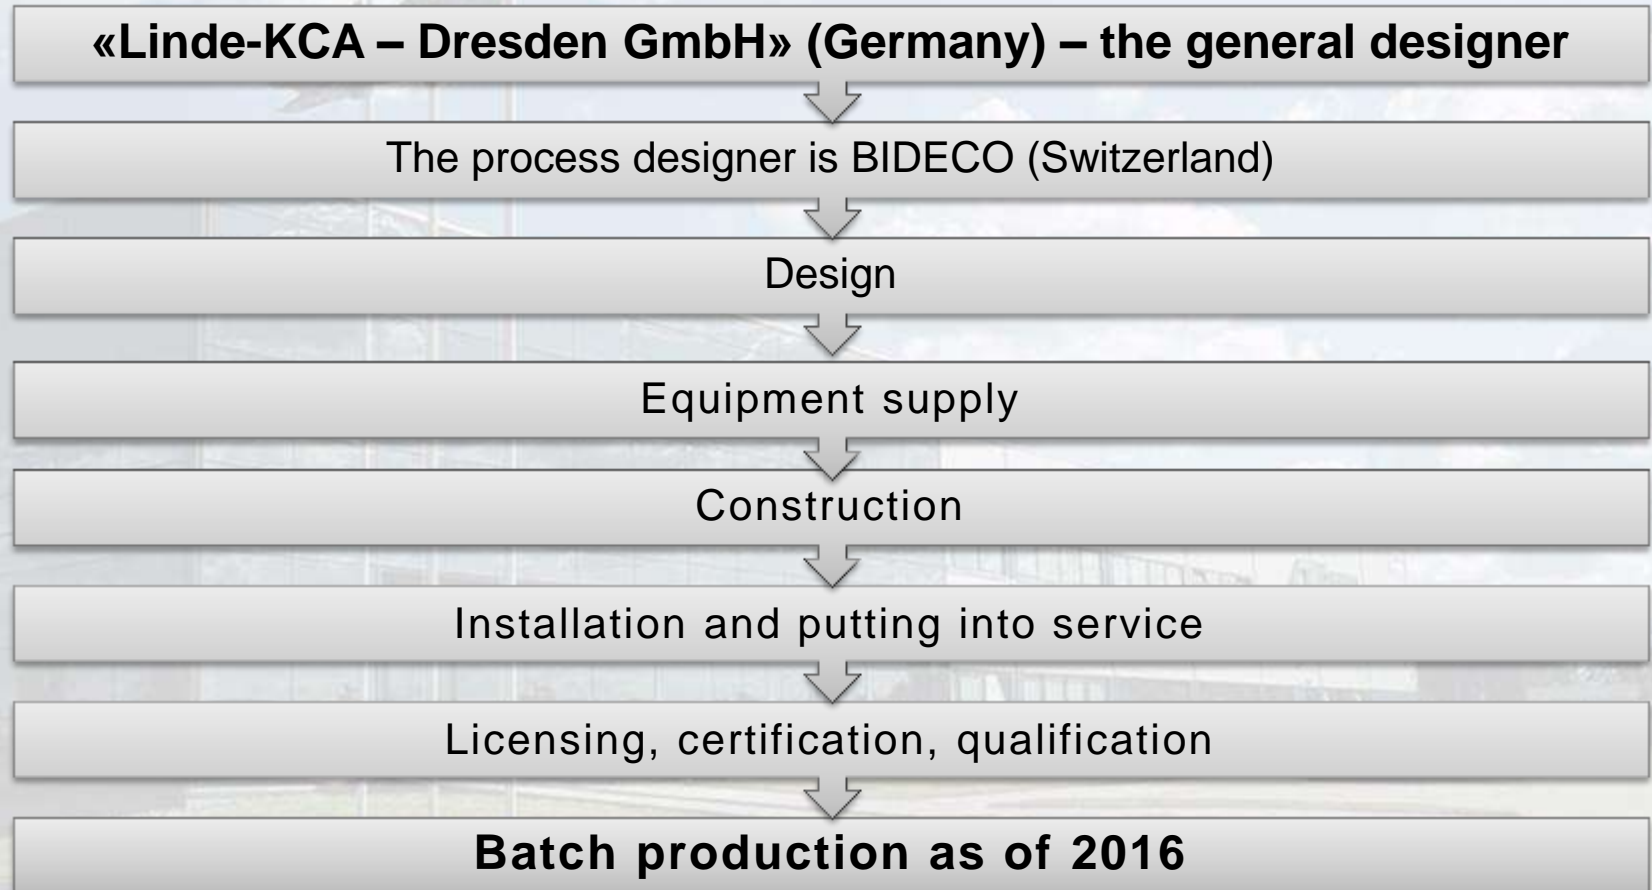 «Linde-KCA – Dresden GmbH» (Germany) – the general designer
The process designer is BIDECO (Switzerland)
Design
Equipment supply
Construction
Installation and putting into service
Licensing, certification, qualification
Batch production as of 2016